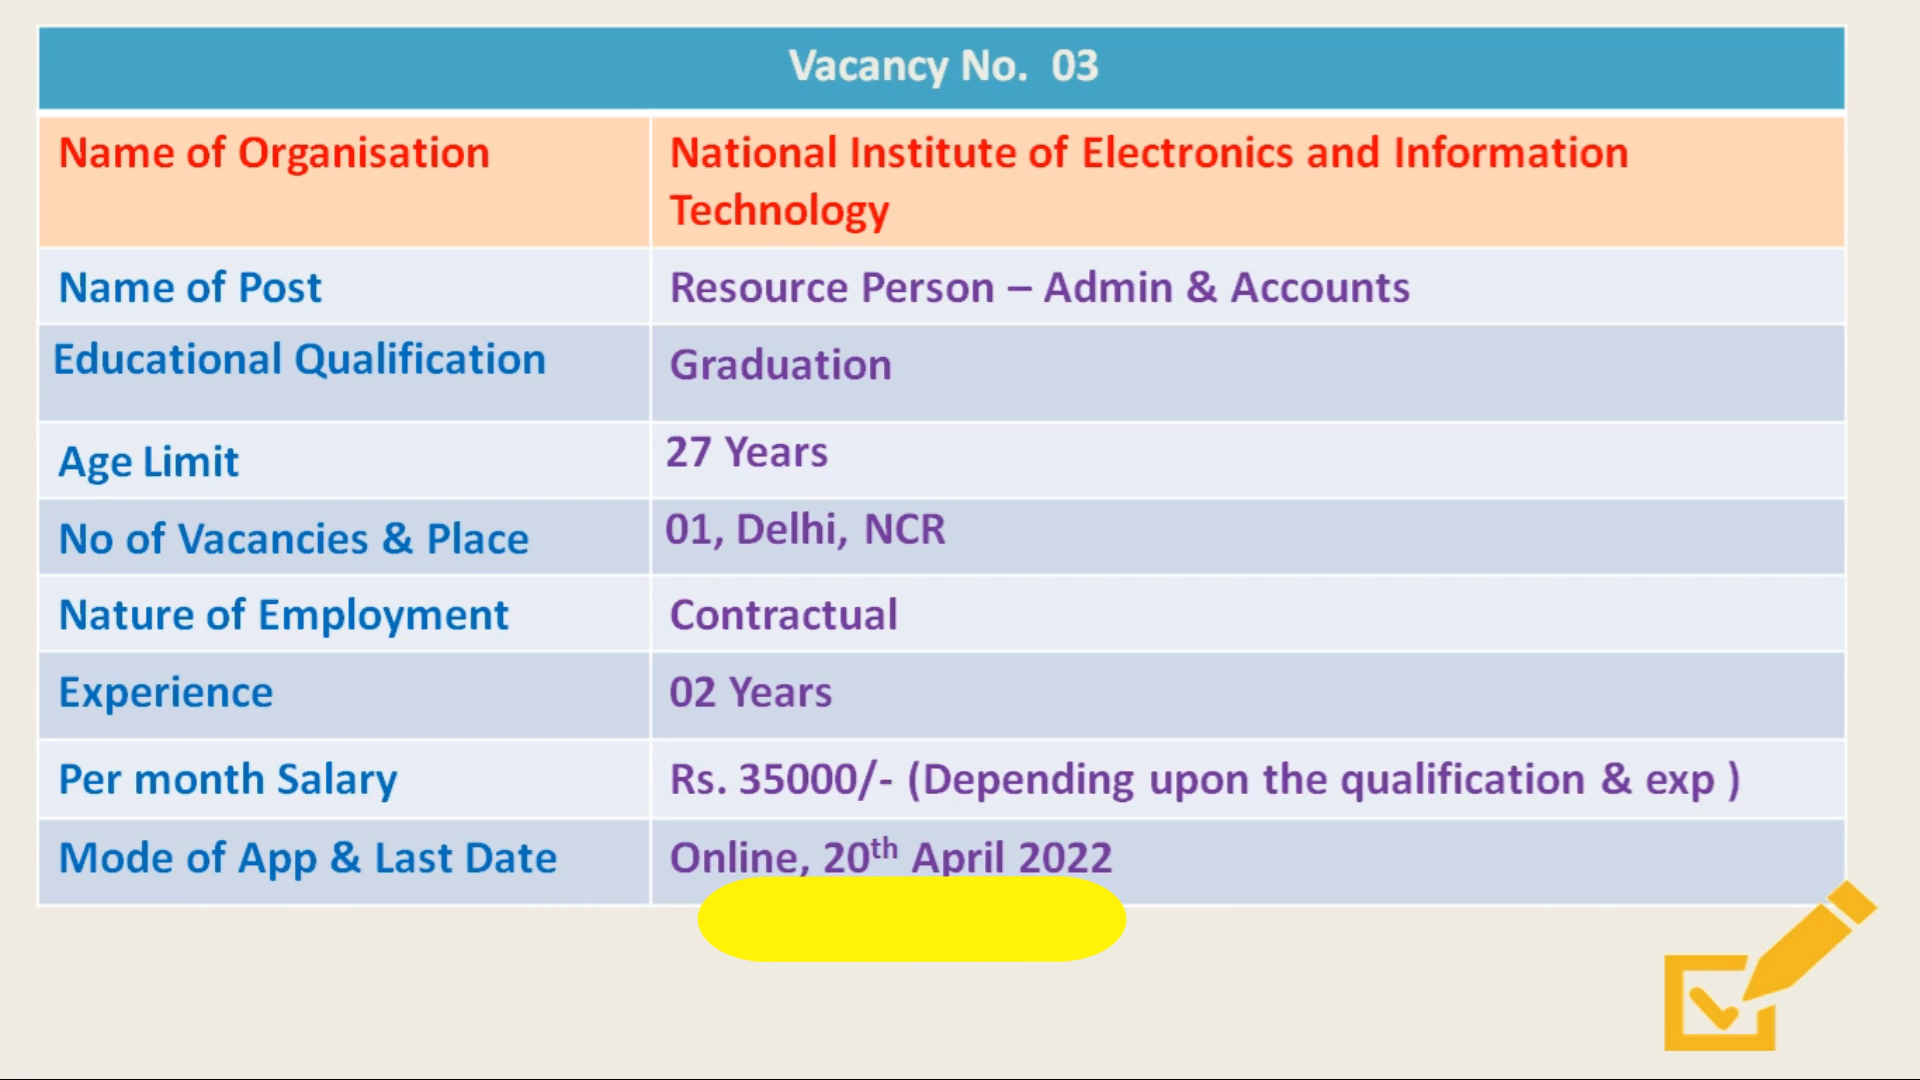 Vacancy No. 03
Name of Organisation
National Institute of Electronics and Information
Technology
Name of Post
Resource Person – Admin & Accounts
Educational Qualification
Graduation
Age Limit
27 Years
No of Vacancies & Place
01, Delhi, NCR
Nature of Employment
Contractual
Experience
02 Years
Per month Salary
Rs. 35000/- (Depending upon the qualification & exp )
Mode of App & Last Date
Online, 20th April 2022